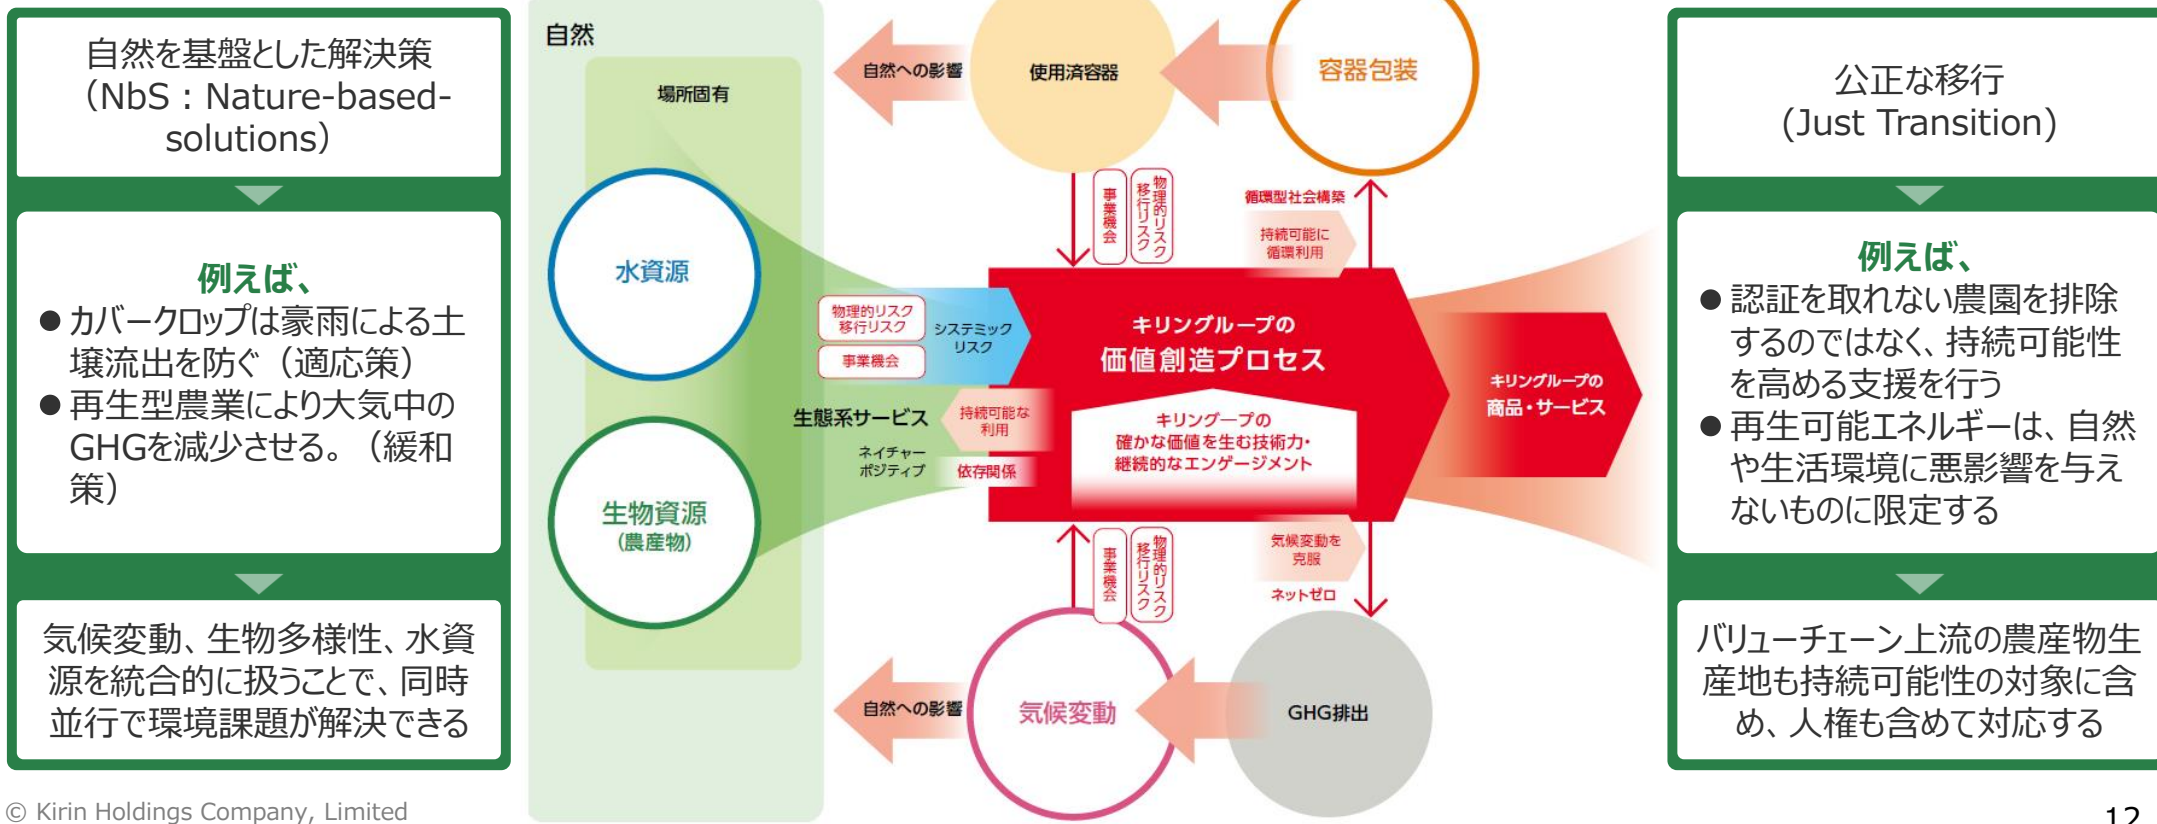 自然を基盤とした解決策
（NbS：Nature-based-
solutions）
例えば、
●カバークロップは豪雨による土
壌流出を防ぐ（適応策）
●再生型農業により大気中の
GHGを減少させる。（緩和
策）
気候変動、生物多様性、水資
源を統合的に扱うことで、同時
並行で環境課題が解決できる
自然
場所固有
水資源
生物資源
（農産物）
自然への影響
使用済容器
容器包装
事業機会
物理的リスク
移行リスク
循環型社会構築
持続可能に
循環利用
物理的リスク
移行リスク
事業機会
システミック
リスク
キリングループの
価値創造プロセス
キリングループの
商品・サービス
生態系サービス
持続可能な
利用
ネイチャー
ポジティブ
依存関係
キリングループの
確かな価値を生む技術力・
継続的なエンゲージメント
事業機会
物理的リスク
移行リスク
気候変動を
克服
ネットゼロ
自然への影響
気候変動
GHG排出
公正な移行
(Just Transition)
例えば、
●認証を取れない農園を排除
するのではなく、持続可能性
を高める支援を行う
●再生可能エネルギーは、自然
や生活環境に悪影響を与え
ないものに限定する
バリューチェーン上流の農産物生
産地も持続可能性の対象に含
め、人権も含めて対応する
© Kirin Holdings Company, Limited
12